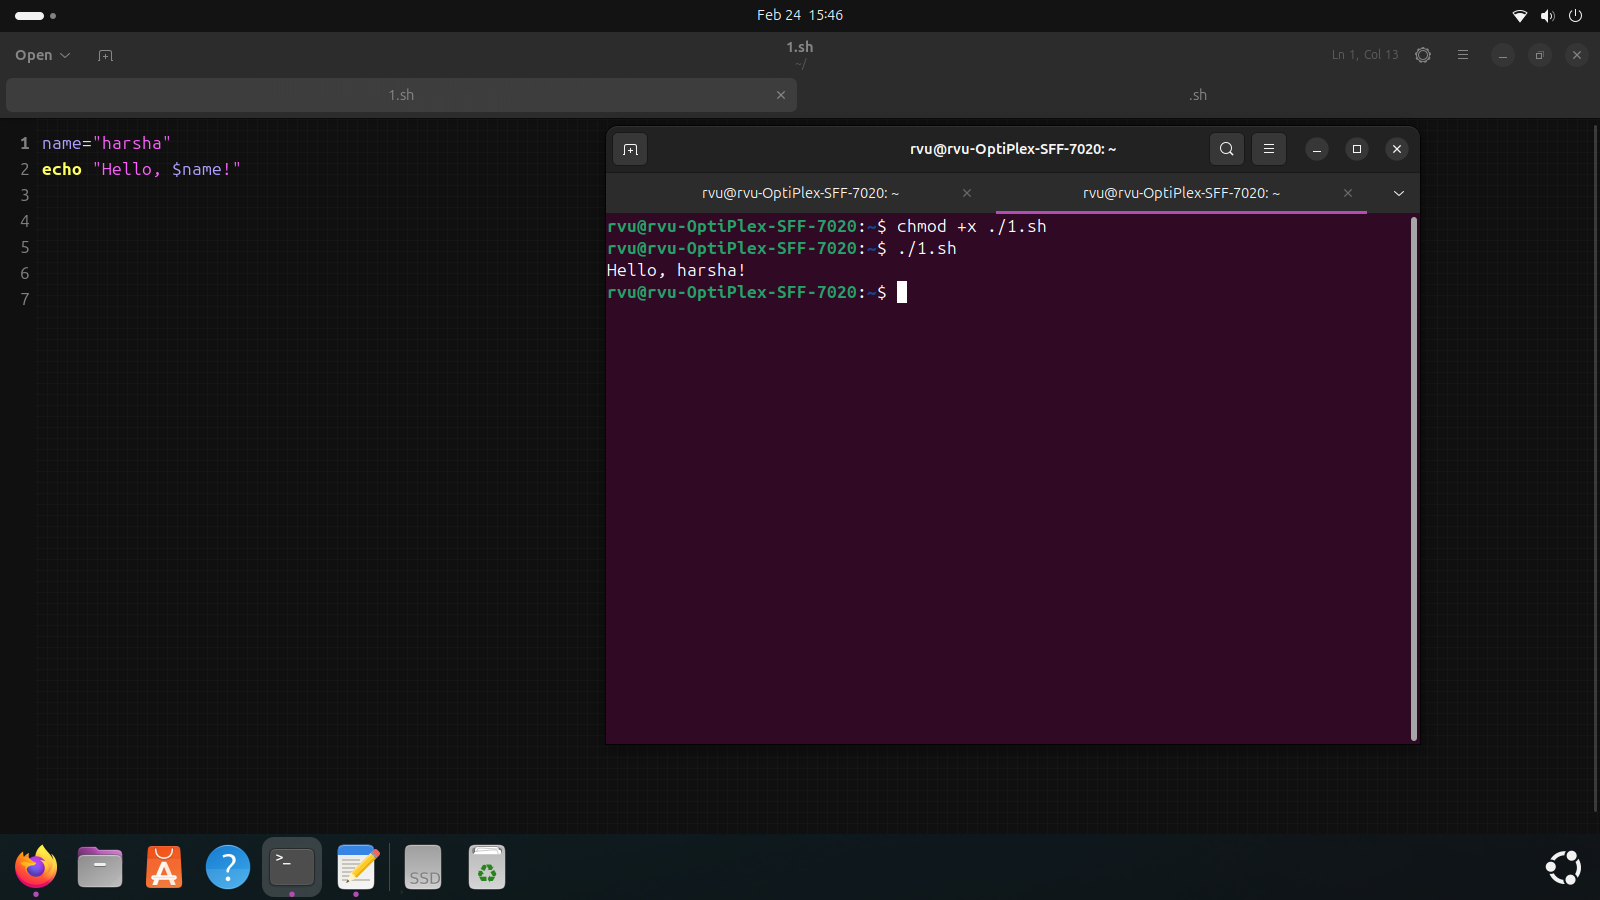 Feb 24 15:46
Open
1.sh
~/
Ln 1, Col 13
1.sh
.sh
1 name="harsha"
2 echo "Hello, $name!"
3
4
5
6
7
rvu@rvu-OptiPlex-SFF-7020: ~
rvu@rvu-OptiPlex-SFF-7020: ~
rvu@rvu-OptiPlex-SFF-7020: ~
rvu@rvu-OptiPlex-SFF-7020:~$ chmod +x ./1.sh
rvu@rvu-OptiPlex-SFF-7020:~$ ./1.sh
Hello, harsha!
rvu@rvu-OptiPlex-SFF-7020:~$
SSD